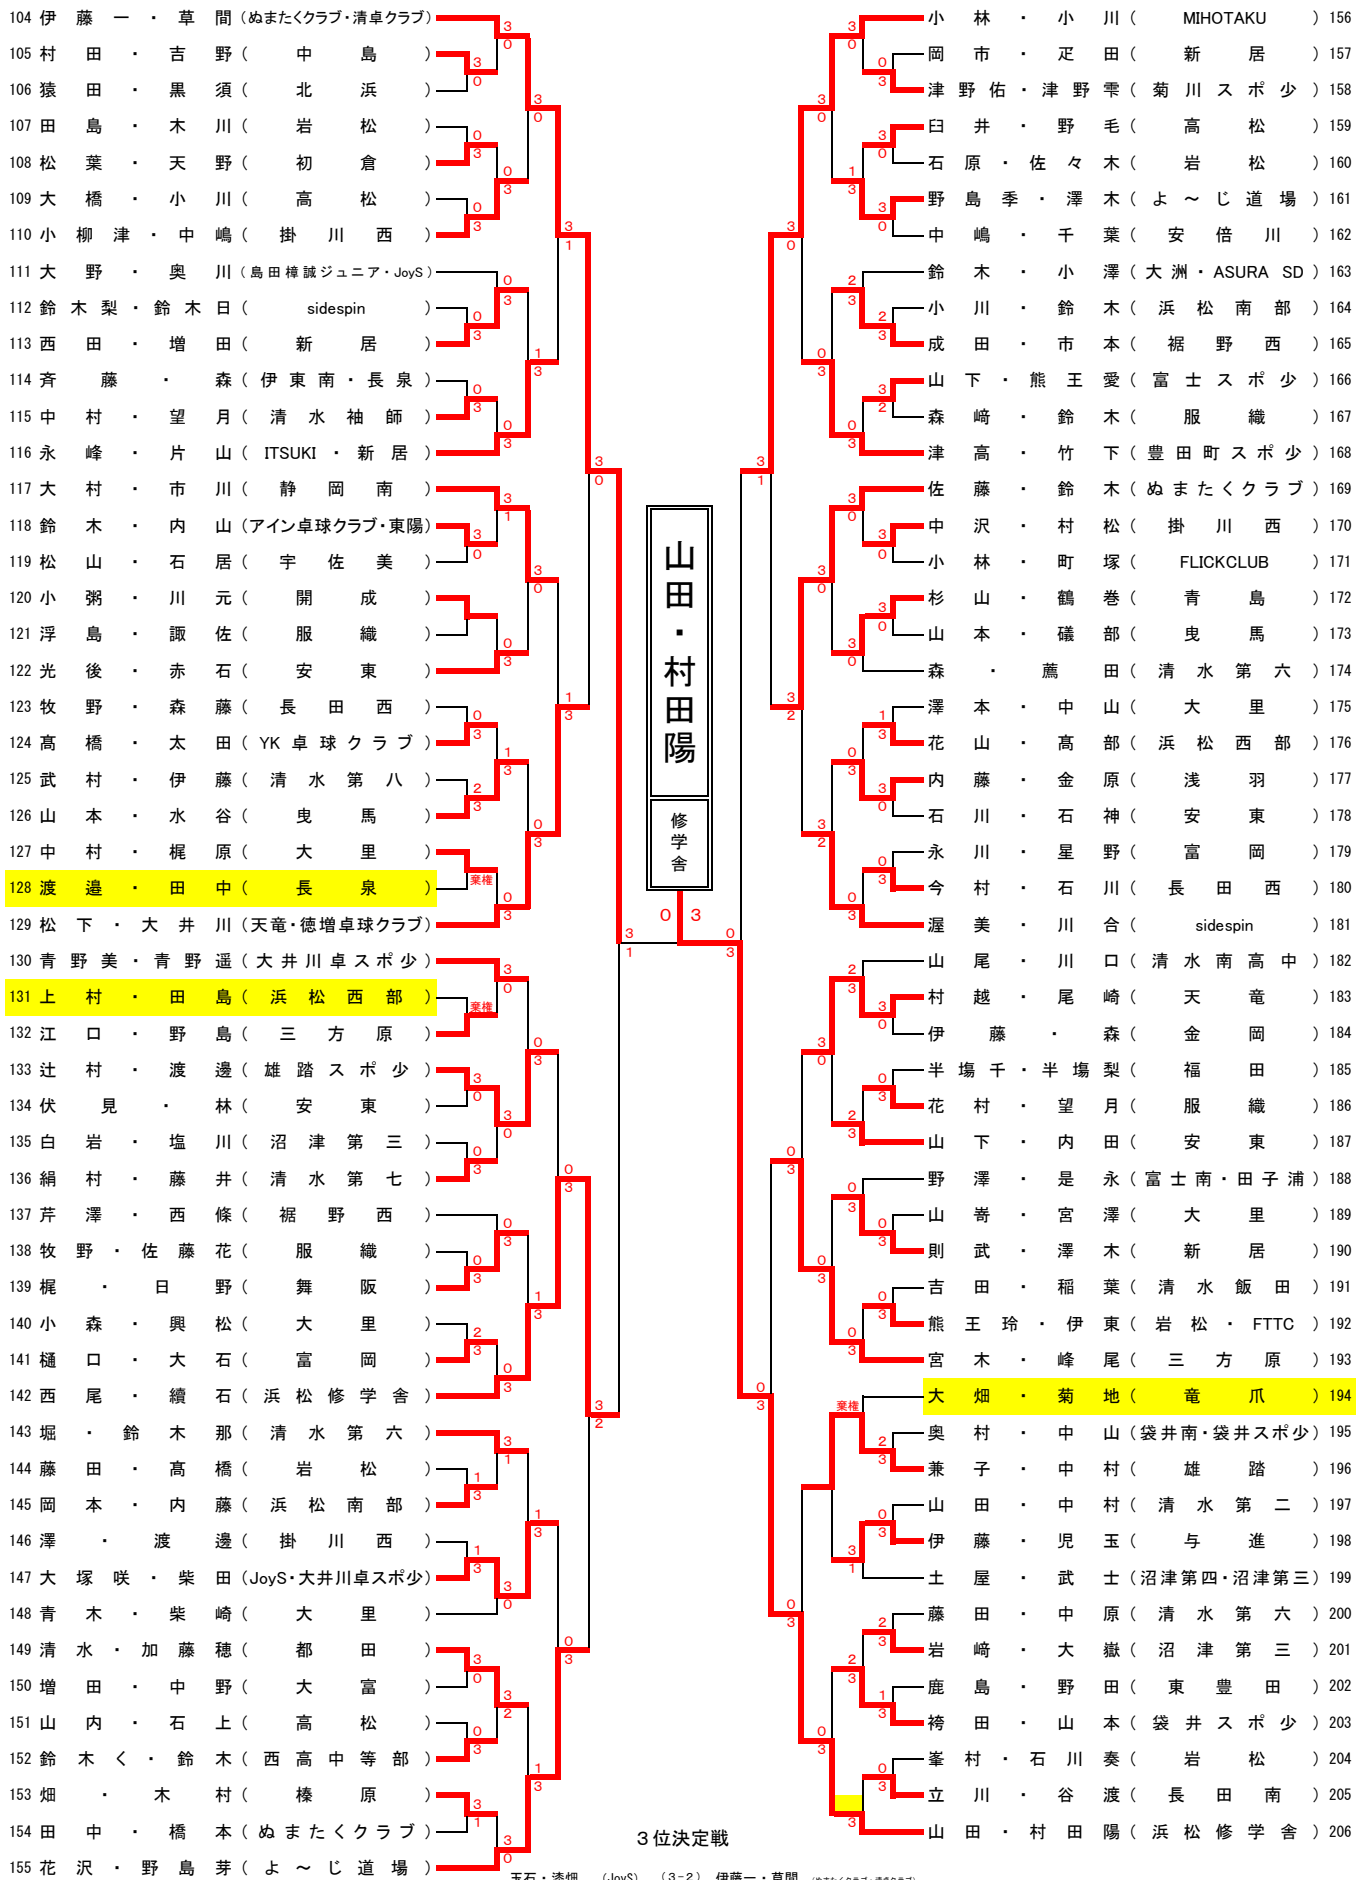 104 伊藤一・草間(ぬまたくクラブ・清卓クラブ)
105 村田・吉野(中島)
106 猿田・黒須(北浜)
107 田島・木川(岩松)
108 松葉・天野(初倉)
109 大橋・小川(高松)
110 小柳津・中嶋(掛川西)
111 大野・奥川(島田樟誠ジュニア・JoyS)
112 鈴木梨・鈴木日(sidespin)
113 西田・増田(新居)
114 斉藤・森(伊東南・長泉)
115 中村・望月(清水袖師)
116 永峰・片山(ITSUKI・新居)
117 大村・市川(静岡南)
118 鈴木・内山(アイン卓球クラブ・東陽)
119 松山・石居(宇佐美)
120 小粥・川元(開成)
121 浮島・諏佐(服織)
122 光後・赤石(安東)
123 牧野・森藤(長田西)
124 髙橋・太田(YK卓球クラブ)
125 武村・伊藤(清水第八)
126 山本・水谷(曳馬)
127 中村・梶原(大里)
128 渡邉・田中(長泉)
129 松下・大井川(天竜・徳増卓球クラブ)
130 青野美・青野遥(大井川卓スポ少)
131 上村・田島(浜松西部)
132 江口・野島(三方原)
133 辻村・渡邊(雄踏スポ少)
134 伏見・林(安東)
135 白岩・塩川(沼津第三)
136 絹村・藤井(清水第七)
137 芹澤・西條(裾野西)
138 牧野・佐藤花(服織)
139 梶・日野(舞阪)
140 小森・興松(大里)
141 樋口・大石(富岡)
142 西尾・續石(浜松修学舎)
143 堀・鈴木那(清水第六)
144 藤田・髙橋(岩松)
145 岡本・内藤(浜松南部)
146 澤・渡邊(掛川西)
147 大塚咲・柴田(JoyS・大井川卓スポ少)
148 青木・柴崎(大里)
149 清水・加藤穂(都田)
150 増田・中野(大富)
151 山内・石上(高松)
152 鈴木く・鈴木(西高中等部)
153 畑・木村(榛原)
154 田中・橋本(ぬまたくクラブ)
155 花沢・野島芽(よ～じ道場)
棄権
棄権
山田・村田陽
修学舎
0 3
小林・小川(MIHOTAKU) 156
岡市・疋田(新居) 157
津野佑・津野雫(菊川スポ少) 158
臼井・野毛(高松) 159
石原・佐々木(岩松) 160
野島季・澤木(よ～じ道場) 161
中嶋・千葉(安倍川) 162
鈴木・小澤(大洲・ASURA SD) 163
小川・鈴木(浜松南部) 164
成田・市本(裾野西) 165
山下・熊王愛(富士スポ少) 166
森﨑・鈴木(服織) 167
津高・竹下(豊田町スポ少) 168
佐藤・鈴木(ぬまたくクラブ) 169
中沢・村松(掛川西) 170
小林・町塚(FLICKCLUB) 171
杉山・鶴巻(青島) 172
山本・礒部(曳馬) 173
森・薦田(清水第六) 174
澤本・中山(大里) 175
花山・髙部(浜松西部) 176
内藤・金原(浅羽) 177
石川・石神(安東) 178
永川・星野(富岡) 179
今村・石川(長田西) 180
渥美・川合(sidespin) 181
山尾・川口(清水南高中) 182
村越・尾崎(天竜) 183
伊藤・森(金岡) 184
半場千・半場梨(福田) 185
花村・望月(服織) 186
山下・内田(安東) 187
野澤・是永(富士南・田子浦) 188
山嵜・宮澤(大里) 189
則武・澤木(新居) 190
吉田・稲葉(清水飯田) 191
熊王玲・伊東(岩松・FTTC) 192
宮木・峰尾(三方原) 193
大畑・菊地(竜爪) 194
奥村・中山(袋井南・袋井スポ少) 195
兼子・中村(雄踏) 196
山田・中村(清水第二) 197
伊藤・児玉(与進) 198
土屋・武士(沼津第四・沼津第三) 199
藤田・中原(清水第六) 200
岩﨑・大嶽(沼津第三) 201
鹿島・野田(東豊田) 202
袴田・山本(袋井スポ少) 203
峯村・石川奏(岩松) 204
立川・谷渡(長田南) 205
山田・村田陽(浜松修学舎) 206
棄権
３位決定戦
玉石・漆畑 (JoyS) (3-2) 伊藤一・草間